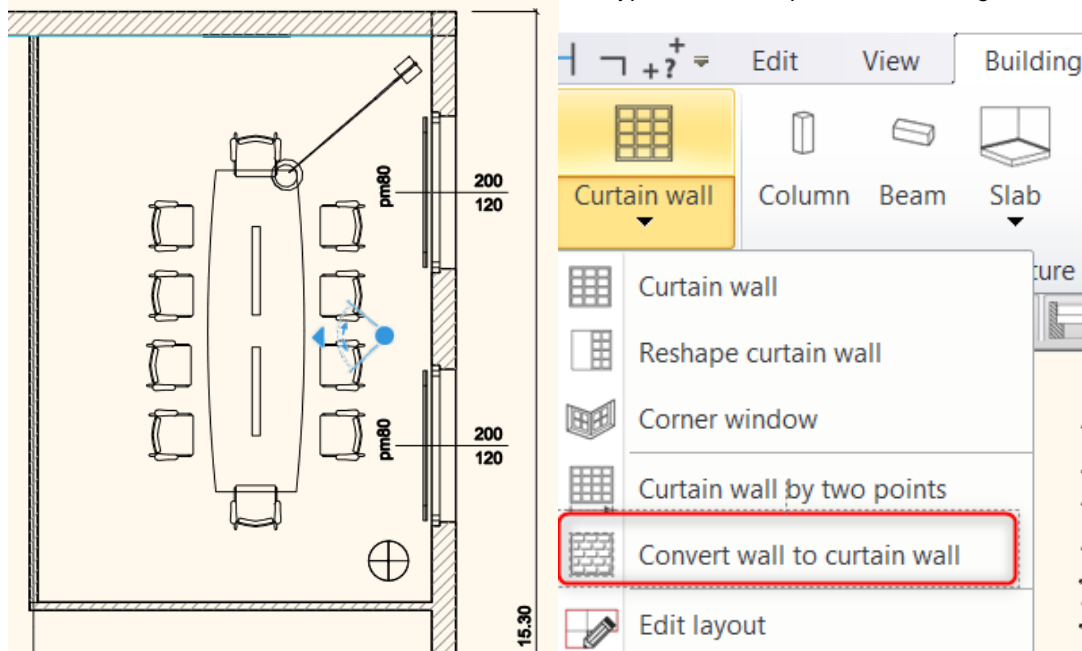 pm80
200
120
pm80
200
120
15.30
+?
Edit
View
Building
Curtain wall
Column
Beam
Slab
Curtain wall
Reshape curtain wall
Corner window
Curtain wall by two points
Convert wall to curtain wall
Edit layout